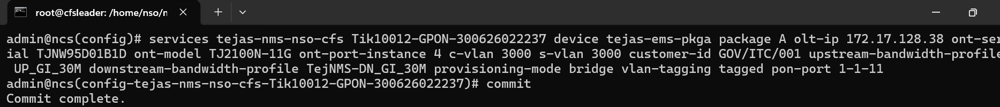 root@cfsleader: /home/nso/n
admin@ncs(config)# services tejas-nms-nso-cfs Tik10012-GPON-300626022237 device tejas-ems-pkga package A olt-ip 172.17.128.38 ont-ser
ial TJNW95D01B1D ont-model TJ2100N-11G ont-port-instance 4 c-vlan 3000 s-vlan 3000 customer-id GOV/ITC/001 upstream-bandwidth-profile
UP_GI_30M downstream-bandwidth-profile TejNMS-DN_GI_30M provisioning-mode bridge vlan-tagging tagged pon-port 1-1-11
admin@ncs(config-tejas-nms-nso-cfs-Tik10012-GPON-300626022237)# commit
Commit complete.